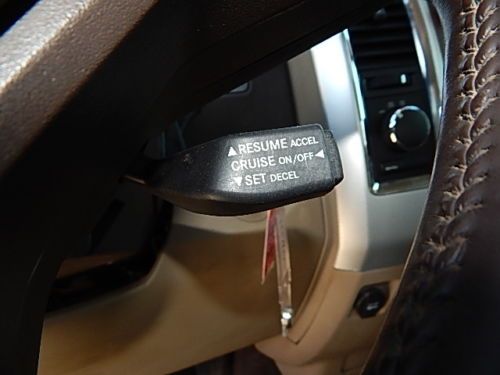 ▲RESUME ACCEL
CRUISE ON/OFF◄
▼SET DECEL